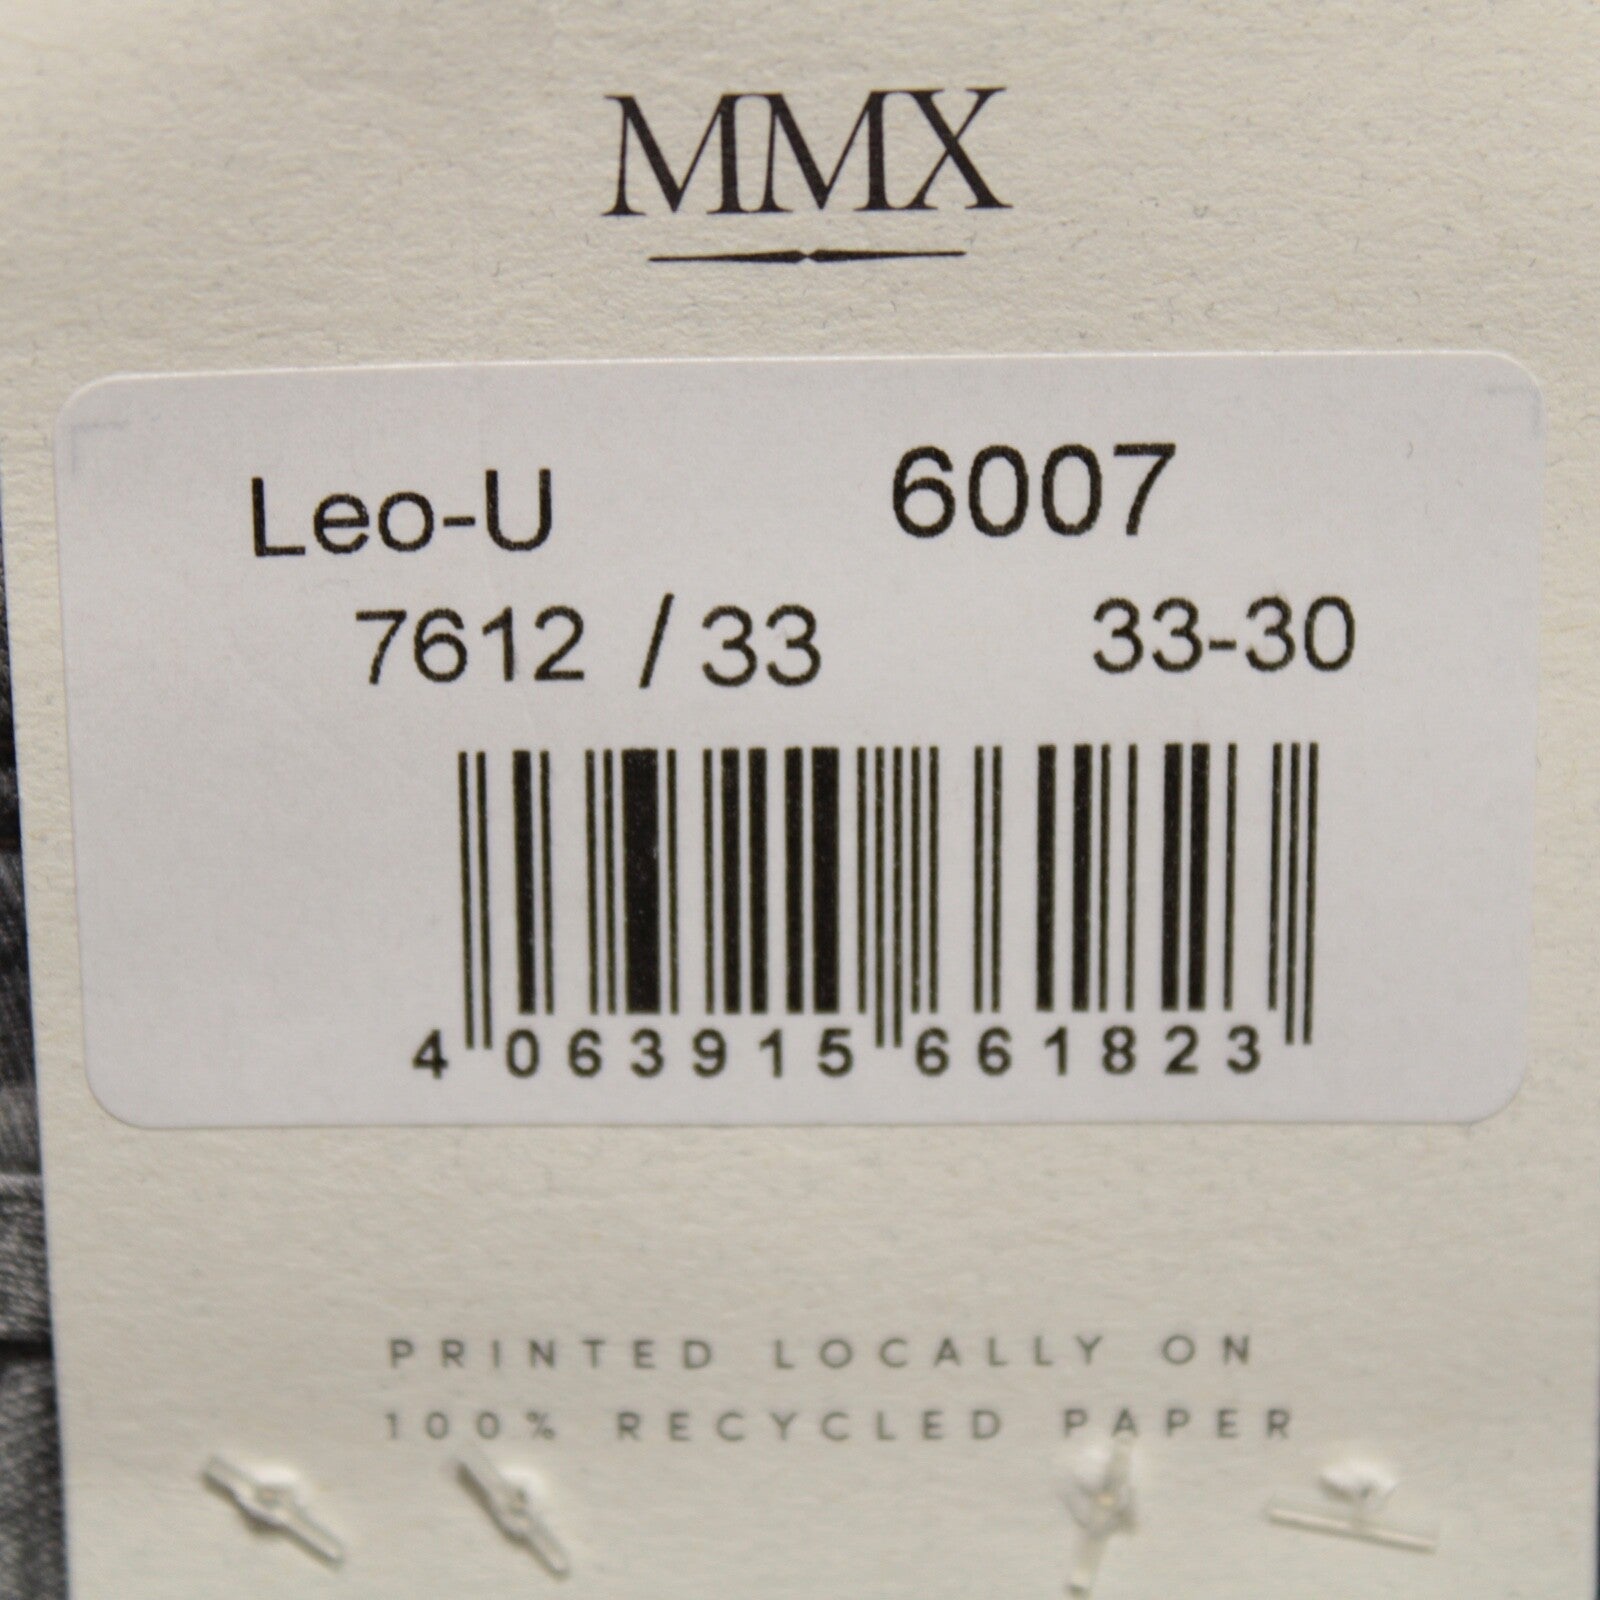 MMX
Leo-U 6007
7612 / 33 33-30
4 063915 661823
PRINTED LOCALLY ON
100% RECYCLED PAPER